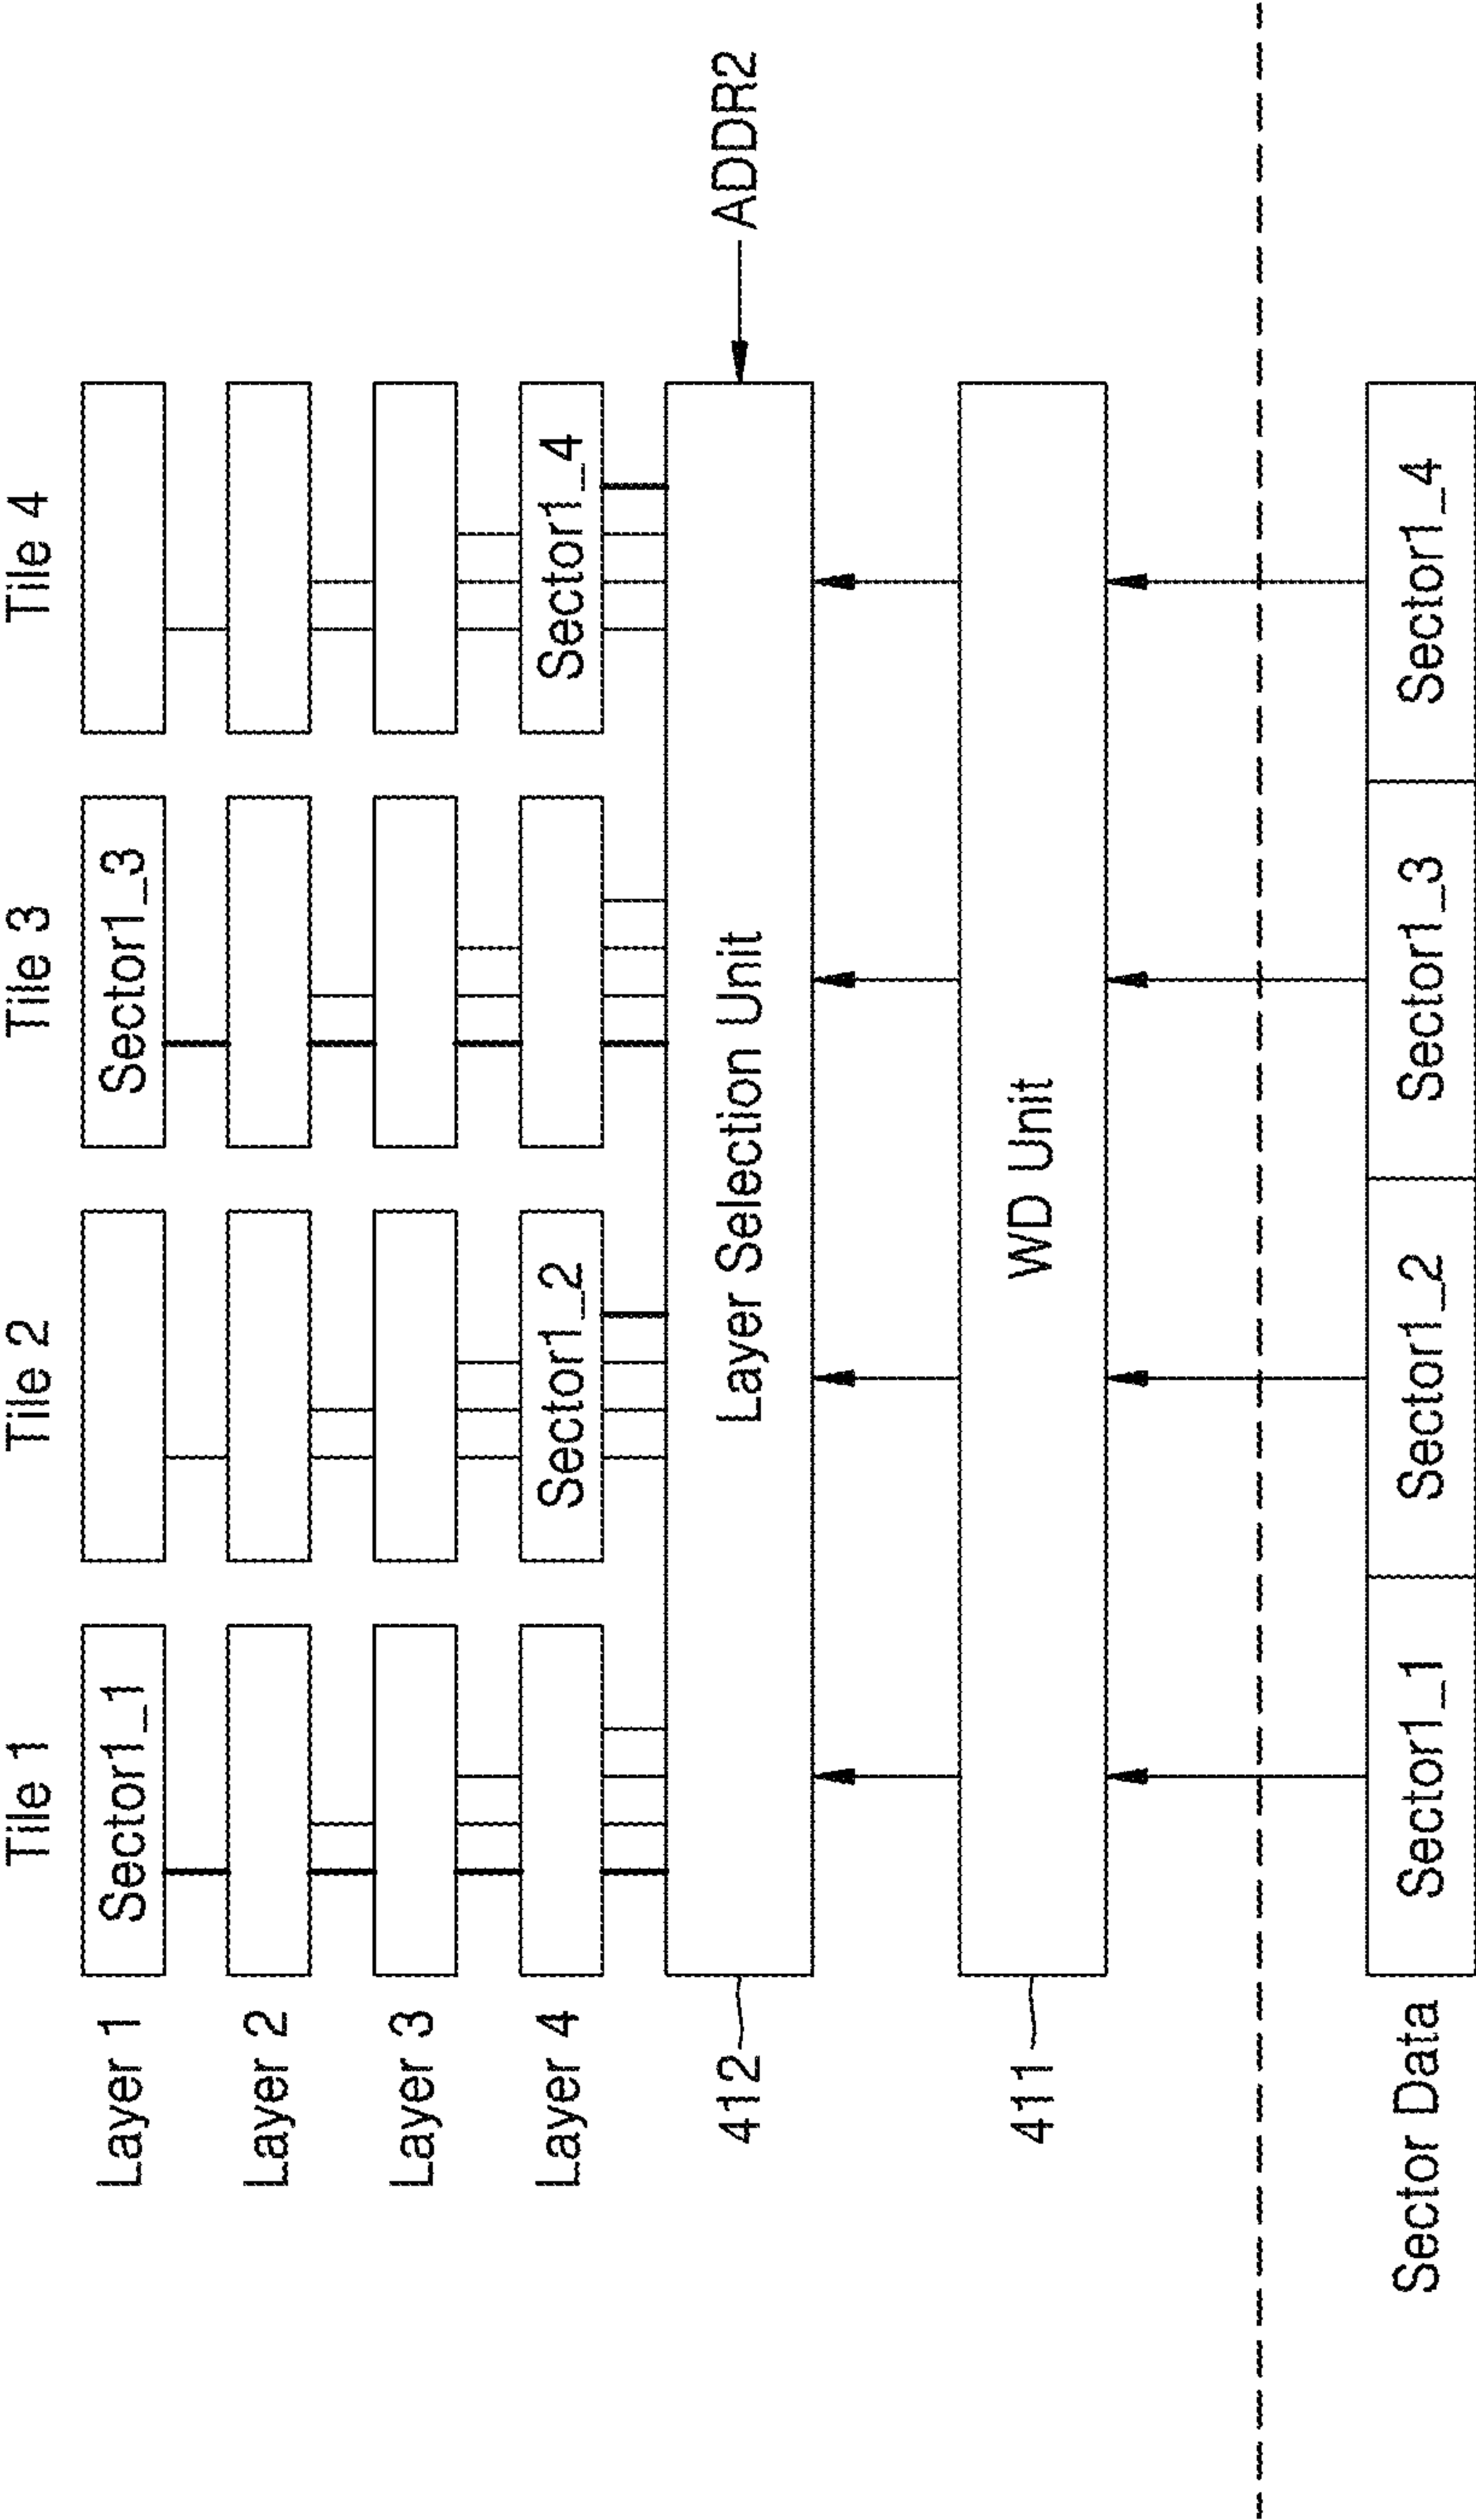 Tile 1 Tile 2 Tile 3 Tile 4
Layer 1 Sector1_1 Sector1_3
Layer 2
Layer 3
Layer 4 Sector1_2 Sector1_4
412 Layer Selection Unit ADDR2
411 WD Unit
Sector Data Sector1_1 Sector1_2 Sector1_3 Sector1_4